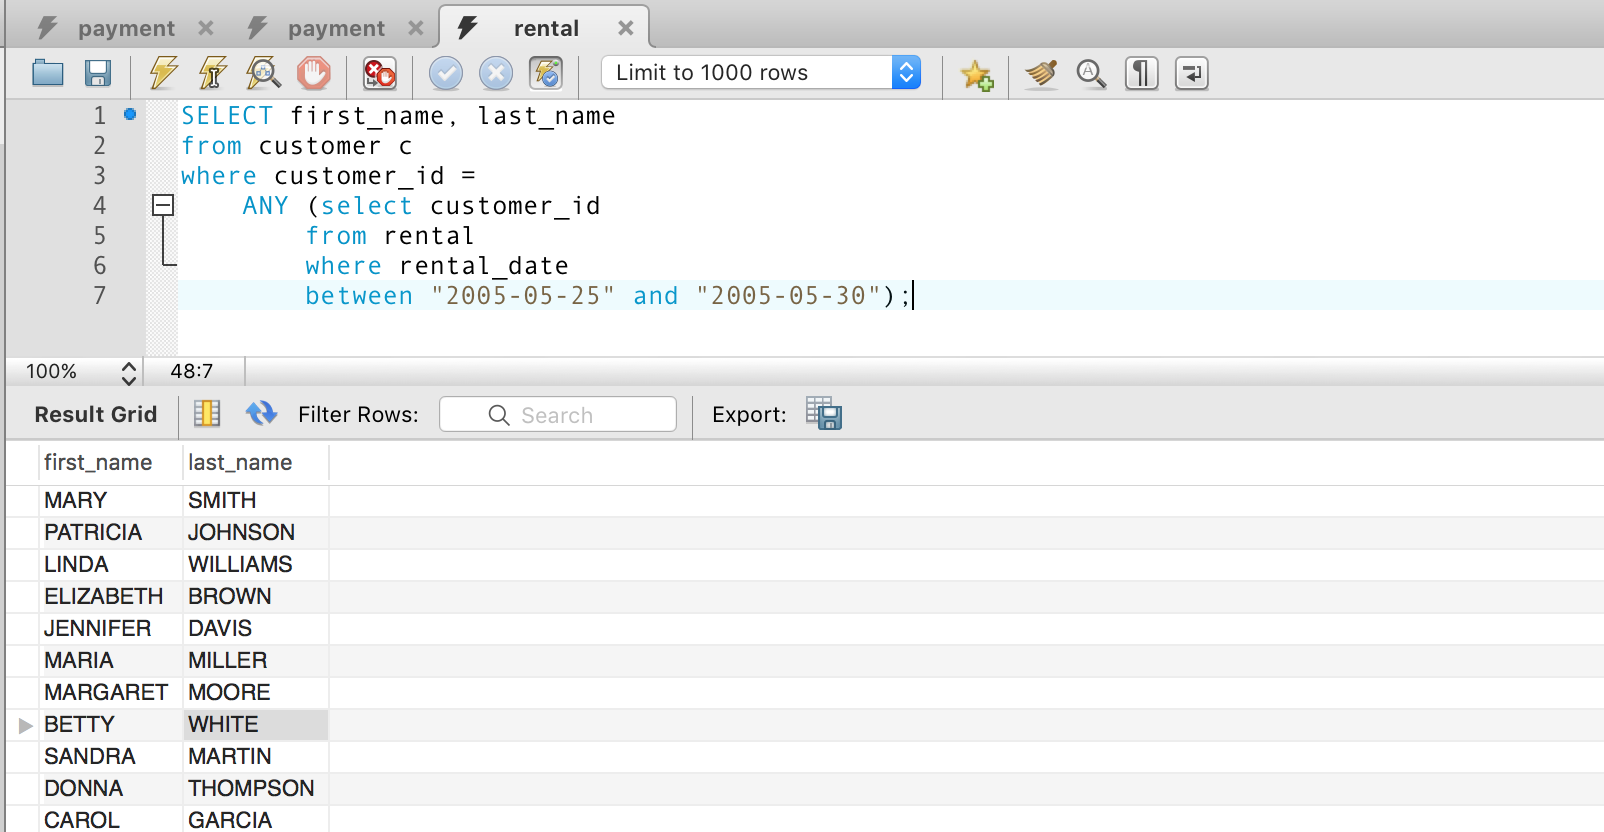 payment × payment × rental ×
Limit to 1000 rows
1 SELECT first_name, last_name
2 from customer c
3 where customer_id =
4 ANY (select customer_id
5 from rental
6 where rental_date
7 between "2005-05-25" and "2005-05-30");
100% 48:7
Result Grid Filter Rows: Search Export:
first_name last_name
MARY SMITH
PATRICIA JOHNSON
LINDA WILLIAMS
ELIZABETH BROWN
JENNIFER DAVIS
MARIA MILLER
MARGARET MOORE
BETTY WHITE
SANDRA MARTIN
DONNA THOMPSON
CAROL GARCIA